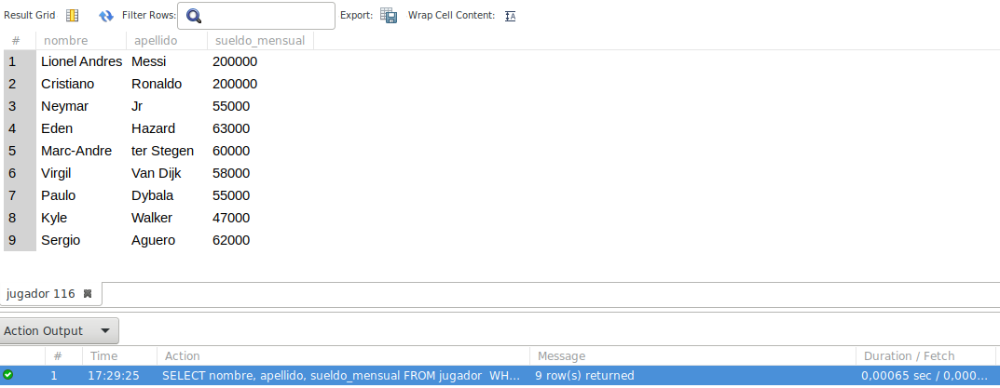 Result Grid Filter Rows: Export: Wrap Cell Content: IA
# nombre apellido sueldo_mensual
1 Lionel Andres Messi 200000
2 Cristiano Ronaldo 200000
3 Neymar Jr 55000
4 Eden Hazard 63000
5 Marc-Andre ter Stegen 60000
6 Virgil Van Dijk 58000
7 Paulo Dybala 55000
8 Kyle Walker 47000
9 Sergio Aguero 62000
jugador 116
Action Output
# Time Action Message Duration / Fetch
1 17:29:25 SELECT nombre, apellido, sueldo_mensual FROM jugador WH... 9 row(s) returned 0,00065 sec / 0,000...